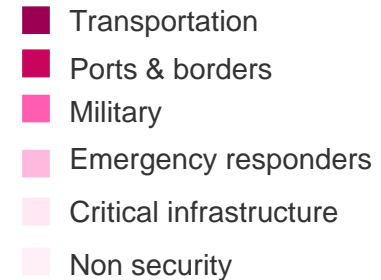 Transportation
Ports & borders
Military
Emergency responders
Critical infrastructure
Non security